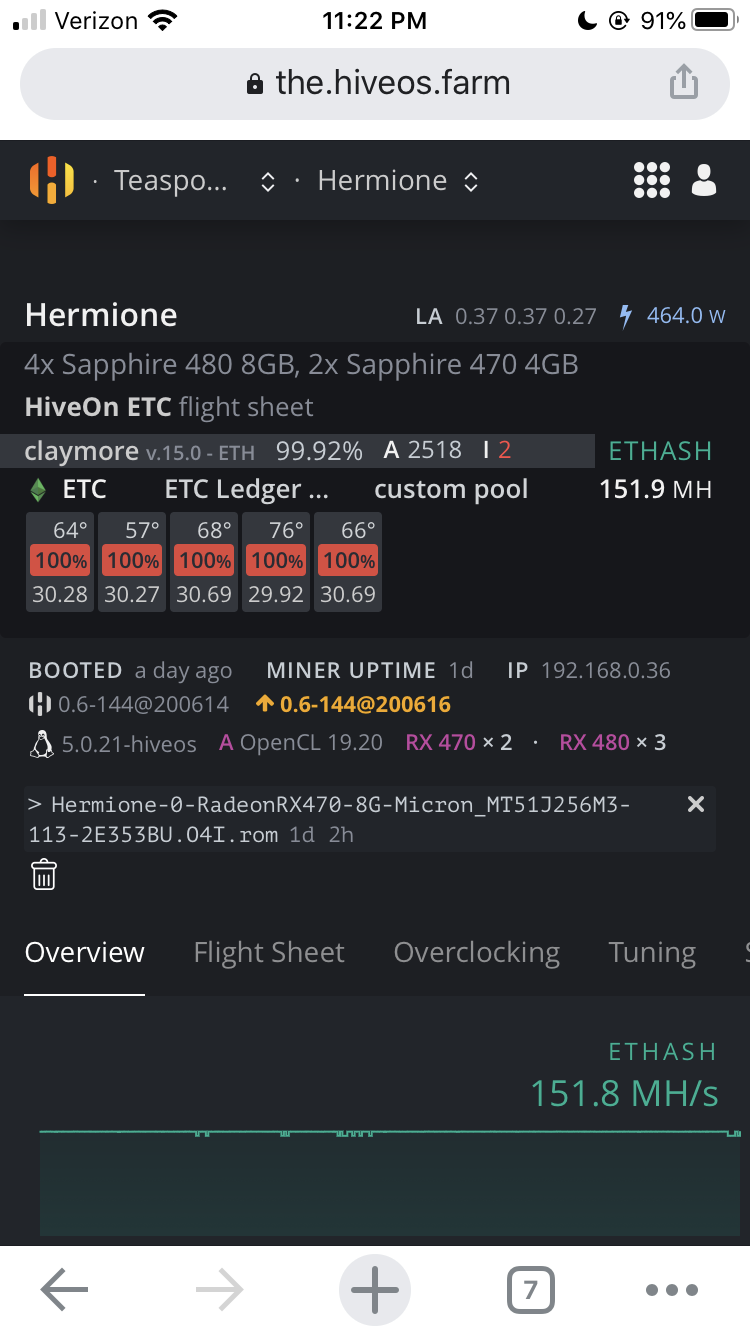 Verizon 11:22 PM 91%
the.hiveos.farm
· Teaspo... · Hermione
Hermione LA 0.37 0.37 0.27 464.0 W
4x Sapphire 480 8GB, 2x Sapphire 470 4GB
HiveOn ETC flight sheet
claymore v.15.0 - ETH 99.92% A 2518 I 2 ETHASH
ETC ETC Ledger ... custom pool 151.9 MH
64° 57° 68° 76° 66°
100% 100% 100% 100% 100%
30.28 30.27 30.69 29.92 30.69
BOOTED a day ago MINER UPTIME 1d IP 192.168.0.36
0.6-144@200614 0.6-144@200616
5.0.21-hiveos A OpenCL 19.20 RX 470 × 2 · RX 480 × 3
> Hermione-0-RadeonRX470-8G-Micron_MT51J256M3-
113-2E353BU.O4I.rom 1d 2h
Overview Flight Sheet Overclocking Tuning S
ETHASH
151.8 MH/s
7